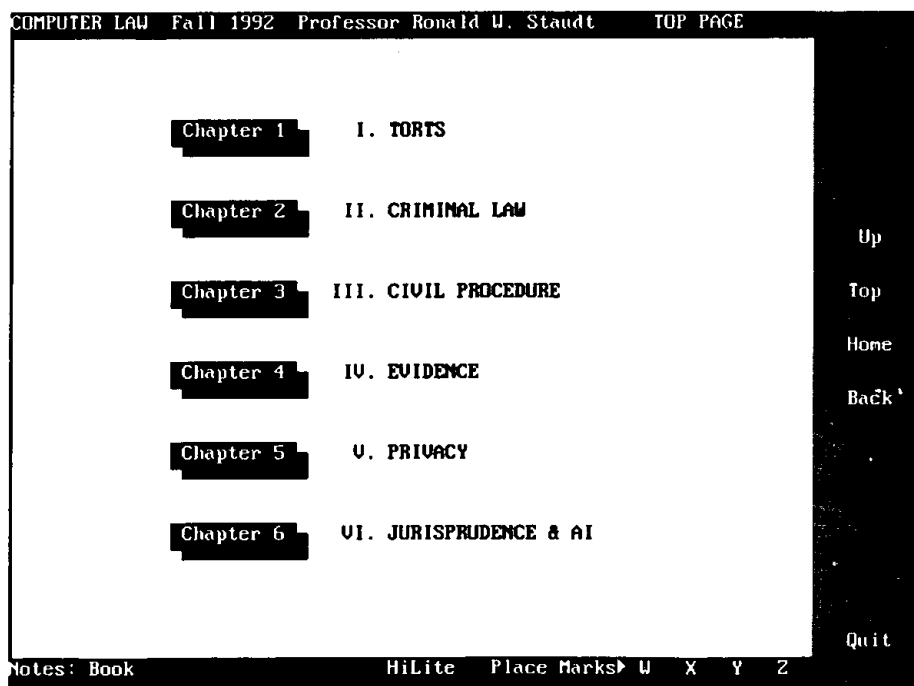 COMPUTER LAW Fall 1992 Professor Ronald W. Staudt TOP PAGE
Chapter 1 I. TORTS
Chapter 2 II. CRIMINAL LAW
Up
Chapter 3 III. CIVIL PROCEDURE Top
Home
Chapter 4 IV. EVIDENCE
Back
Chapter 5 V. PRIVACY
Chapter 6 VI. JURISPRUDENCE & AI
Quit
Notes: Book HiLite Place Marks▶ W X Y Z